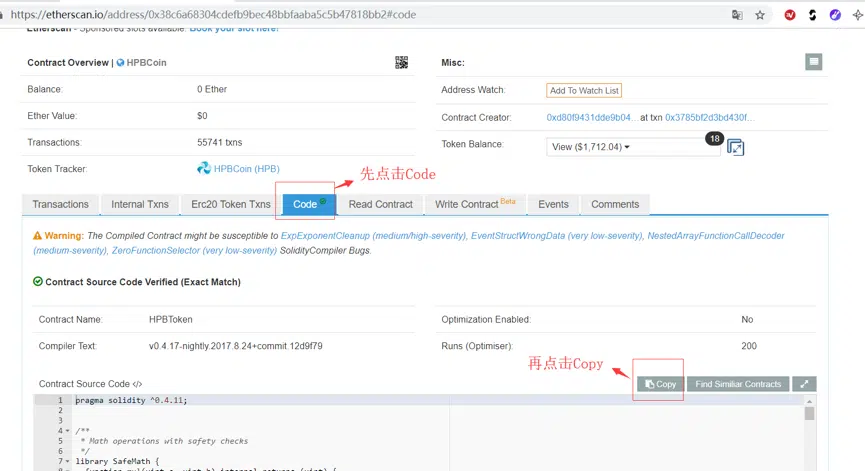 https://etherscan.io/address/0x38c6a68304cdefb9bec48bbfaaba5c5b47818bb2#code
Etherscan - Sponsored slots available. Book your slot here!
Contract Overview | HPBCoin
Misc:
Balance: 0 Ether
Address Watch: Add To Watch List
Ether Value: $0
Contract Creator: 0xd80f9431dde9b04... at txn 0x3785bf2d3bd430f...
Transactions: 55741 txns
Token Balance: View ($1,712.04) 18
Token Tracker: HPBCoin (HPB)
先点击Code
Transactions Internal Txns Erc20 Token Txns Code Read Contract Write Contract Beta Events Comments
Warning: The Compiled Contract might be susceptible to ExpExponentCleanup (medium/high-severity), EventStructWrongData (very low-severity), NestedArrayFunctionCallDecoder
(medium-severity), ZeroFunctionSelector (very low-severity) SolidityCompiler Bugs.
Contract Source Code Verified (Exact Match)
Contract Name: HPBToken
Optimization Enabled: No
Compiler Text: v0.4.17-nightly.2017.8.24+commit.12d9f79
Runs (Optimiser): 200
再点击Copy
Contract Source Code </>
Copy Find Similiar Contracts
1 pragma solidity ^0.4.11;
2
3
4 /**
5 * Math operations with safety checks
6 */
7 library SafeMath {
8 function mul(uint a, uint b) internal returns (uint) {